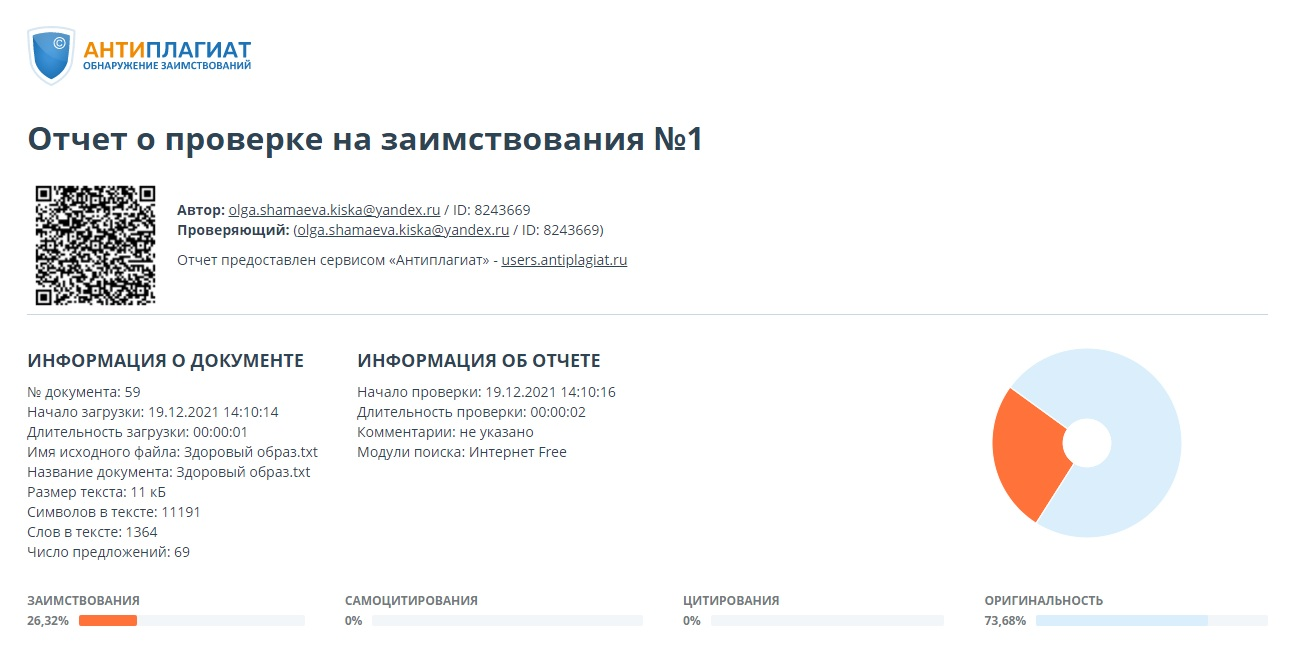 ©
АНТИПЛАГИАТ
ОБНАРУЖЕНИЕ ЗАИМСТВОВАНИЙ
Отчет о проверке на заимствования №1
Автор: olga.shamaeva.kiska@yandex.ru / ID: 8243669
Проверяющий: (olga.shamaeva.kiska@yandex.ru / ID: 8243669)
Отчет предоставлен сервисом «Антиплагиат» - users.antiplagiat.ru
ИНФОРМАЦИЯ О ДОКУМЕНТЕ
№ документа: 59
Начало загрузки: 19.12.2021 14:10:14
Длительность загрузки: 00:00:01
Имя исходного файла: Здоровый образ.txt
Название документа: Здоровый образ.txt
Размер текста: 11 кБ
Символов в тексте: 11191
Слов в тексте: 1364
Число предложений: 69
ИНФОРМАЦИЯ ОБ ОТЧЕТЕ
Начало проверки: 19.12.2021 14:10:16
Длительность проверки: 00:00:02
Комментарии: не указано
Модули поиска: Интернет Free
ЗАИМСТВОВАНИЯ
26,32%
САМОЦИТИРОВАНИЯ
0%
ЦИТИРОВАНИЯ
0%
ОРИГИНАЛЬНОСТЬ
73,68%